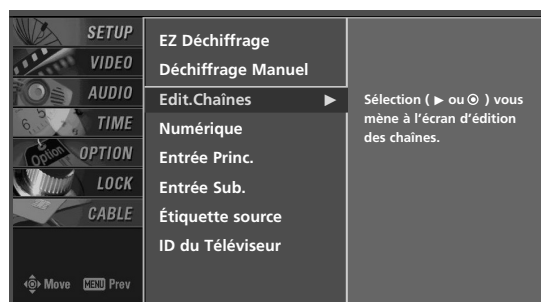 SETUP
VIDEO
AUDIO
TIME
Option
OPTION
LOCK
CABLE
Move MENU Prev
EZ Déchiffrage
Déchiffrage Manuel
Edit.Chaînes ▶
Numérique
Entrée Princ.
Entrée Sub.
Étiquette source
ID du Téléviseur
Sélection ( ▶ ou ⊙ ) vous
mène à l'écran d'édition
des chaînes.